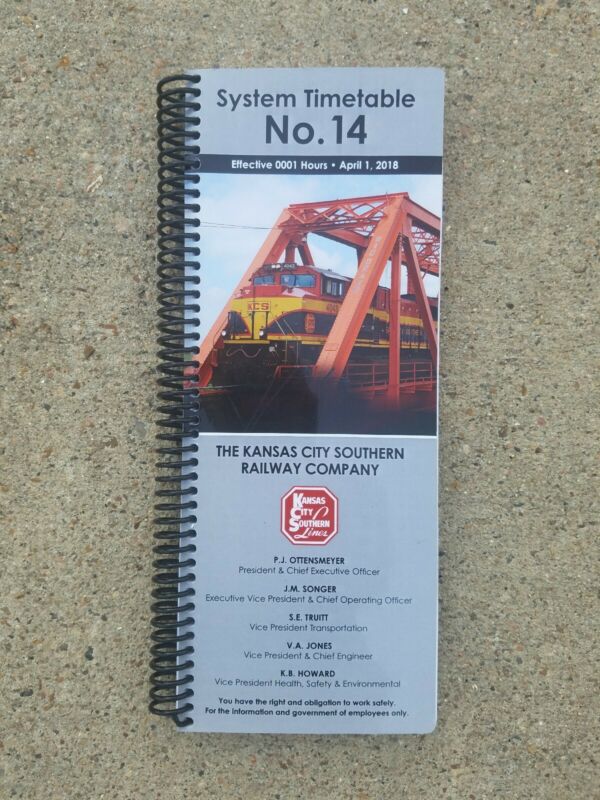 System Timetable
No. 14
Effective 0001 Hours • April 1, 2018
KCS
THE KANSAS CITY SOUTHERN
RAILWAY COMPANY
KANSAS
CITY
SOUTHERN
Lines
P.J. OTTENSMEYER
President & Chief Executive Officer
J.M. SONGER
Executive Vice President & Chief Operating Officer
S.E. TRUITT
Vice President Transportation
V.A. JONES
Vice President & Chief Engineer
K.B. HOWARD
Vice President Health, Safety & Environmental
You have the right and obligation to work safely.
For the information and government of employees only.